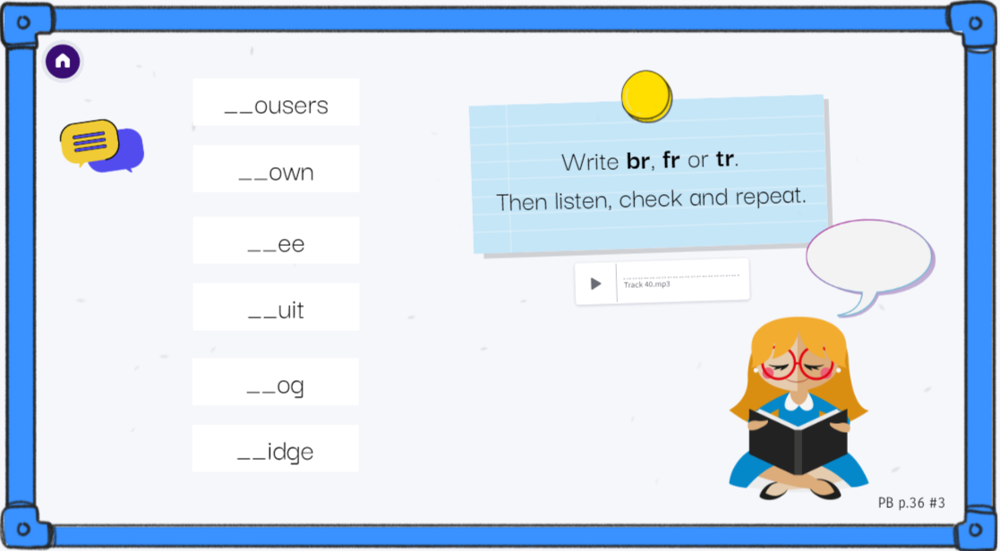 __ousers
__own
__ee
__uit
__og
__idge
Write br, fr or tr.
Then listen, check and repeat.
Track 40.mp3
PB p.36 #3